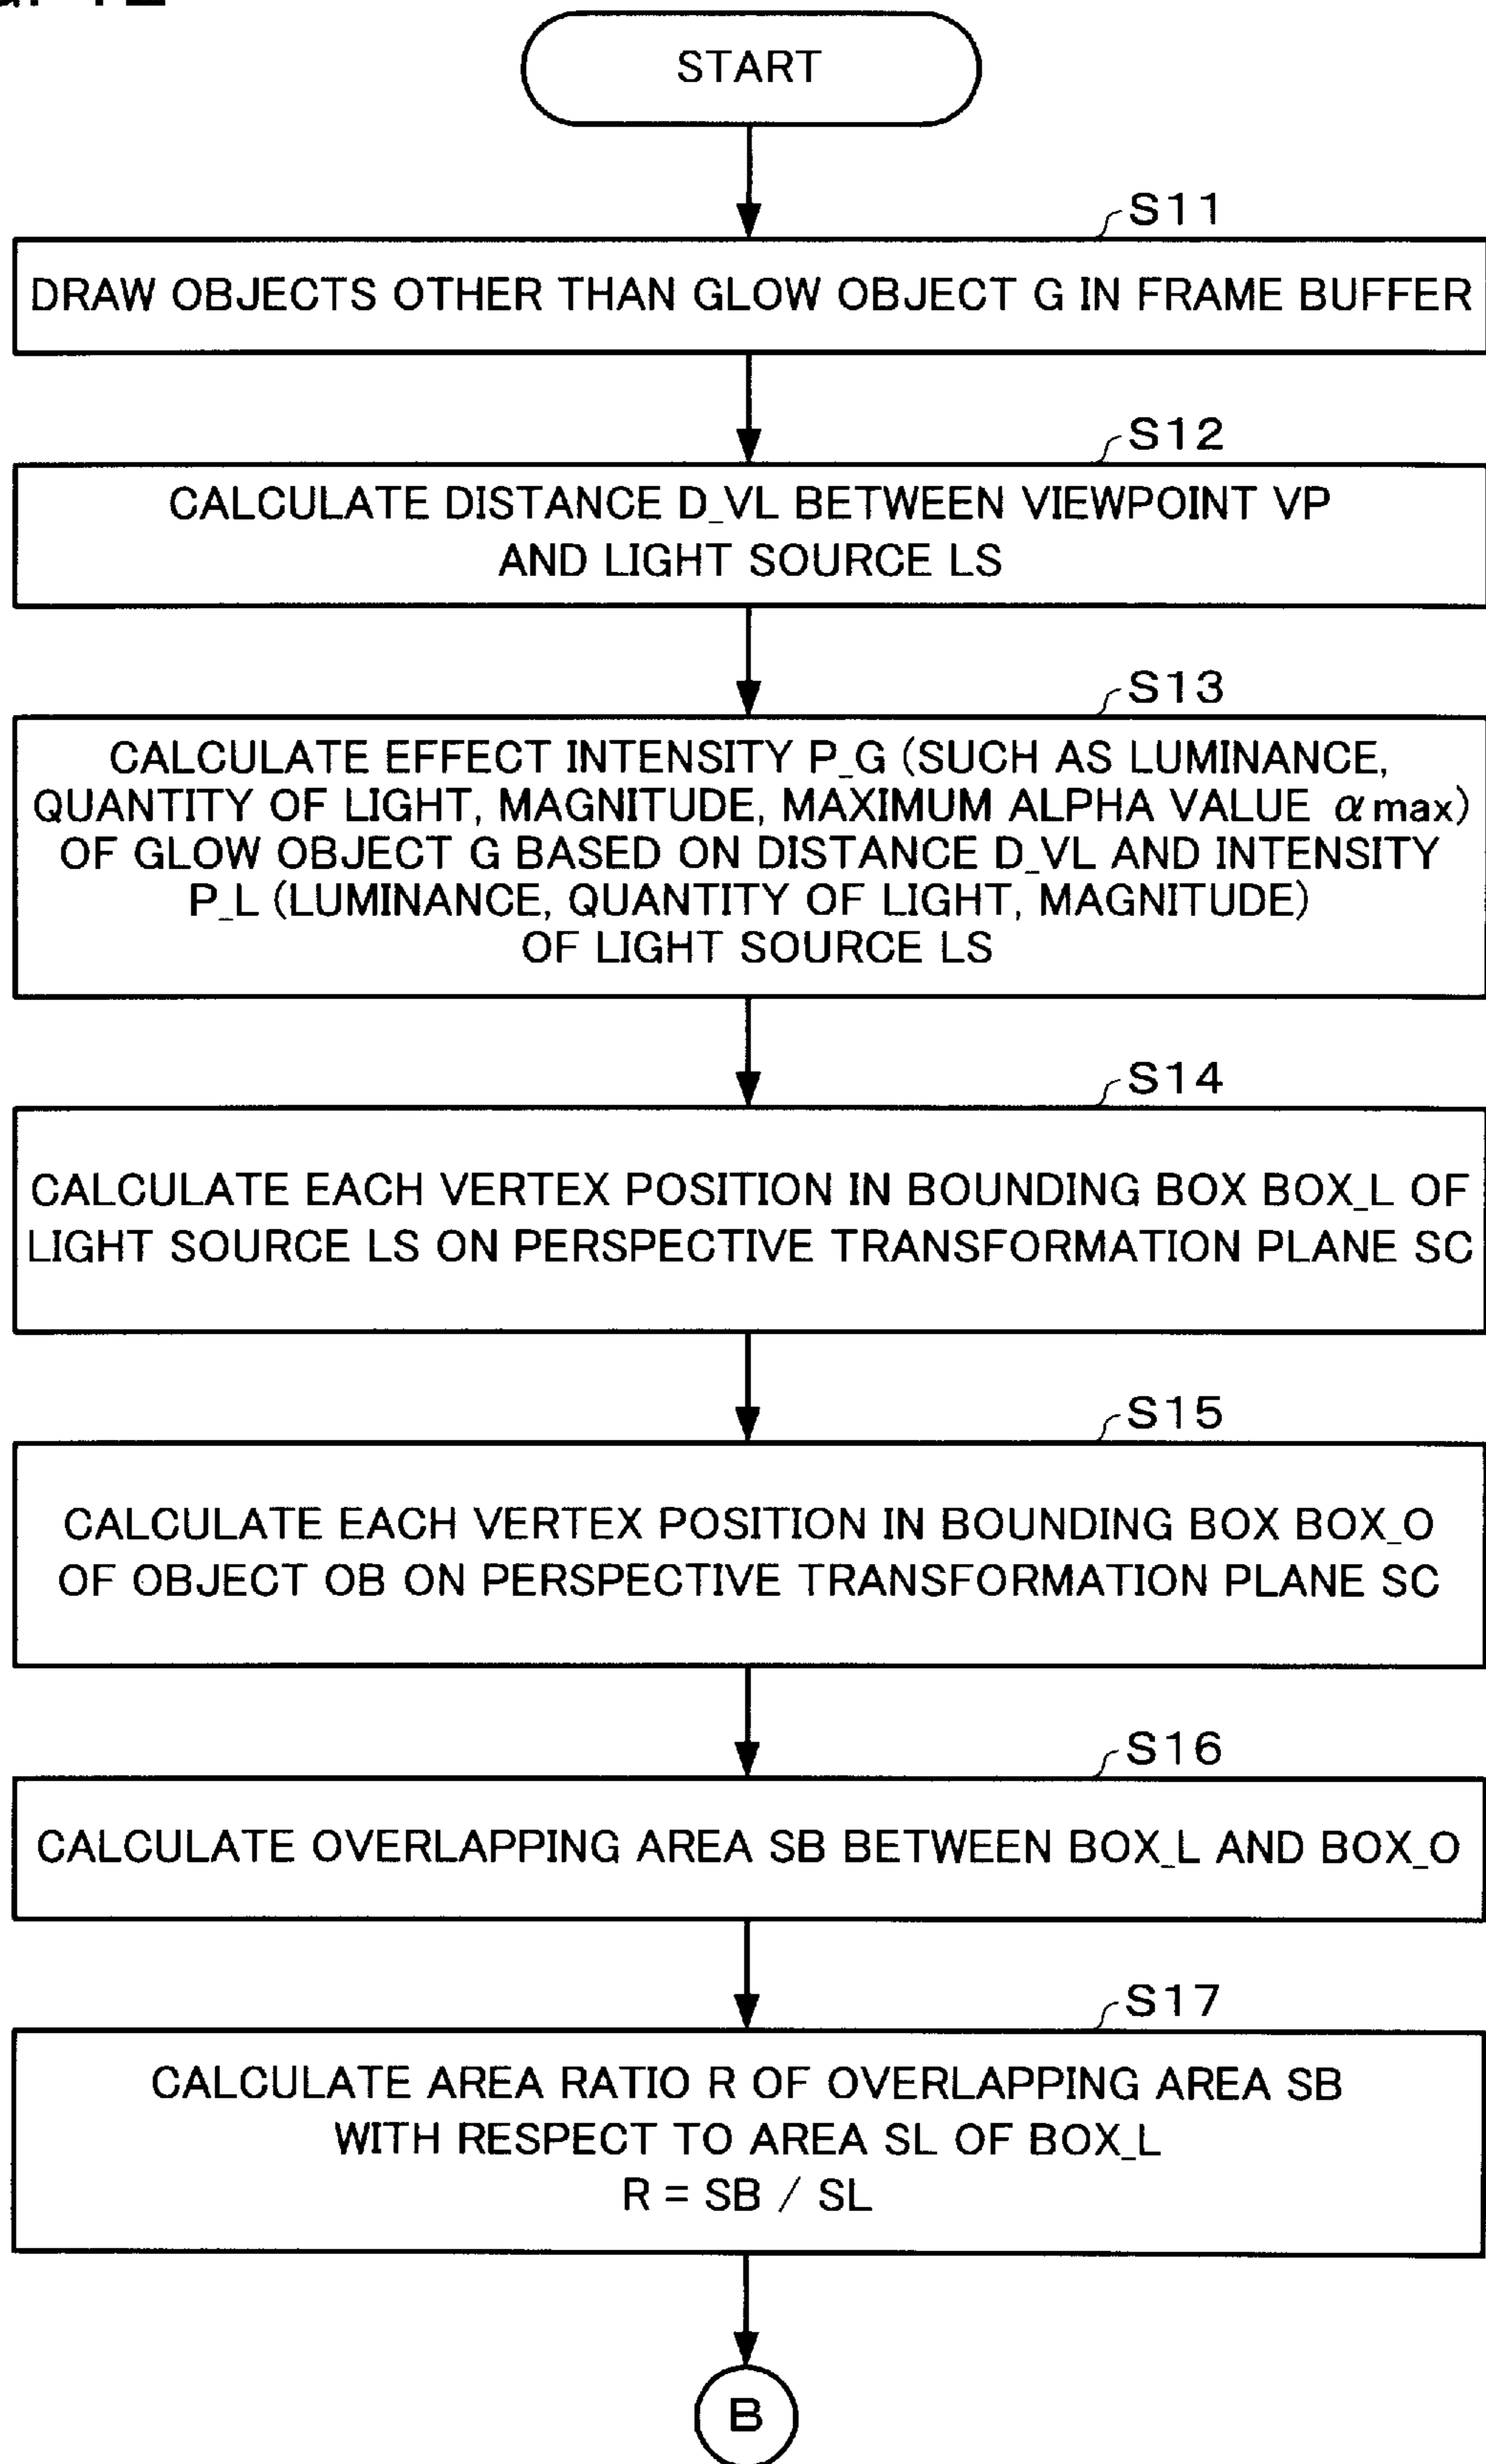 START
S11
DRAW OBJECTS OTHER THAN GLOW OBJECT G IN FRAME BUFFER
S12
CALCULATE DISTANCE D_VL BETWEEN VIEWPOINT VP
AND LIGHT SOURCE LS
S13
CALCULATE EFFECT INTENSITY P_G (SUCH AS LUMINANCE,
QUANTITY OF LIGHT, MAGNITUDE, MAXIMUM ALPHA VALUE αmax)
OF GLOW OBJECT G BASED ON DISTANCE D_VL AND INTENSITY
P_L (LUMINANCE, QUANTITY OF LIGHT, MAGNITUDE)
OF LIGHT SOURCE LS
S14
CALCULATE EACH VERTEX POSITION IN BOUNDING BOX BOX_L OF
LIGHT SOURCE LS ON PERSPECTIVE TRANSFORMATION PLANE SC
S15
CALCULATE EACH VERTEX POSITION IN BOUNDING BOX BOX_O
OF OBJECT OB ON PERSPECTIVE TRANSFORMATION PLANE SC
S16
CALCULATE OVERLAPPING AREA SB BETWEEN BOX_L AND BOX_O
S17
CALCULATE AREA RATIO R OF OVERLAPPING AREA SB
WITH RESPECT TO AREA SL OF BOX_L
R = SB / SL
B